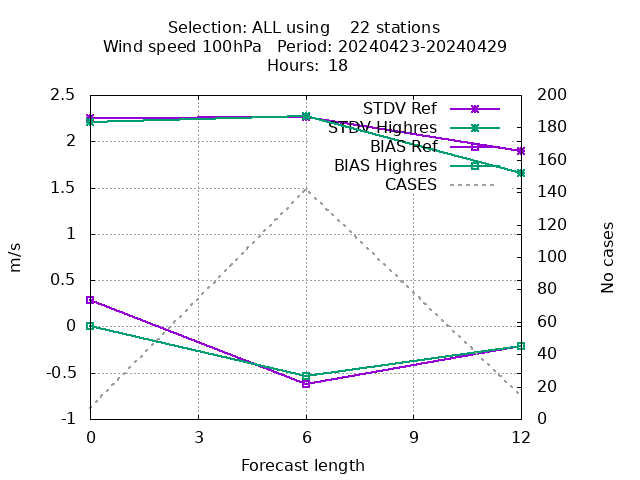 Selection: ALL using    22 stations
Wind speed 100hPa   Period: 20240423-20240429
Hours: 18
STDV Ref
STDV Highres
BIAS Ref
BIAS Highres
CASES
2.5
2
1.5
1
0.5
0
-0.5
-1
200
180
160
140
120
100
80
60
40
20
0
m/s
No cases
0 3 6 9 12
Forecast length